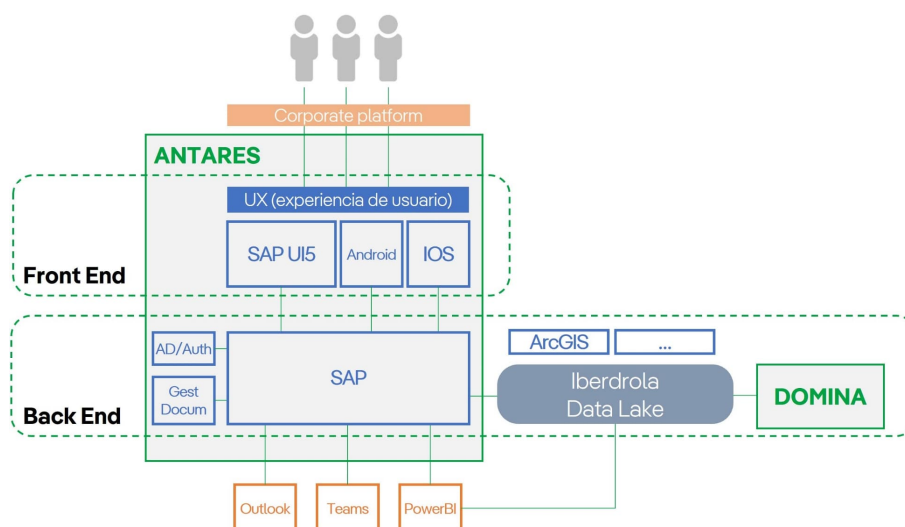 Corporate platform
ANTARES
UX (experiencia de usuario)
SAP UI5
Android
IOS
Front End
AD/Auth
SAP
ArcGIS
...
Gest
Docum
Iberdrola
Data Lake
DOMINA
Back End
Outlook
Teams
PowerBI